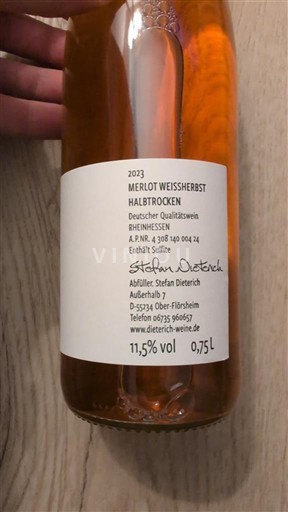 2023
MERLOT WEISSHERBST
HALBTROCKEN
Deutscher Qualitätswein
RHEINHESSEN
A.P.NR. 4 308 140 004 24
Enthält Sulfite
Stefan Dieterich
Abfüller. Stefan Dieterich
Außerhalb 7
D-55234 Ober-Flörsheim
Telefon 06735 960657
www.dieterich-weine.de
11,5% vol 0,75 L